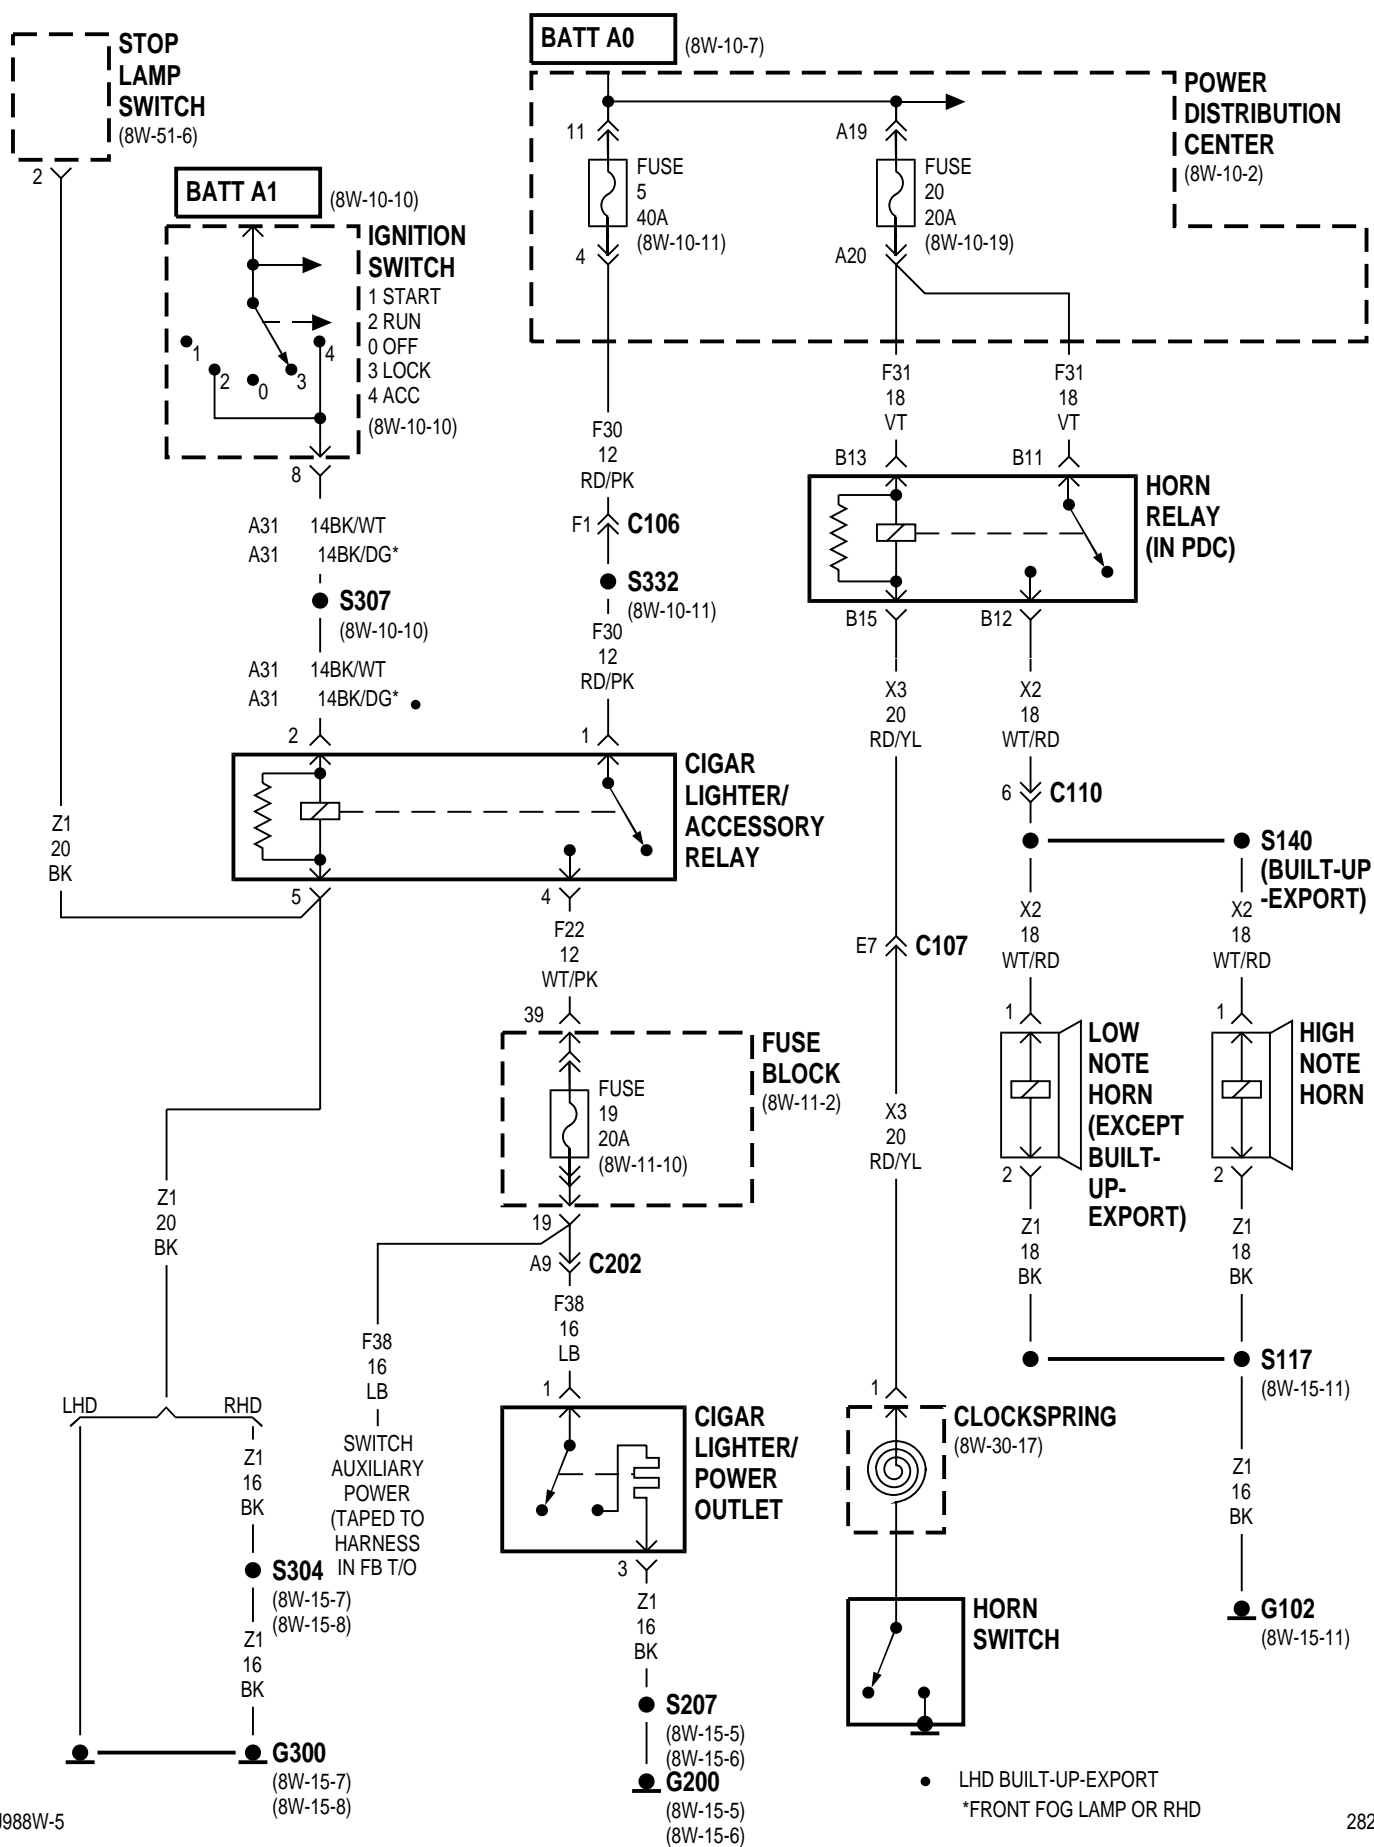 STOP
LAMP
SWITCH
(8W-51-6)
2
BATT A0
(8W-10-7)
POWER
DISTRIBUTION
CENTER
(8W-10-2)
11
FUSE
5
40A
(8W-10-11)
4
A19
FUSE
20
20A
(8W-10-19)
A20
BATT A1
(8W-10-10)
IGNITION
SWITCH
1 START
2 RUN
0 OFF
3 LOCK
4 ACC
(8W-10-10)
1
2
0
3
4
8
A31 14BK/WT
A31 14BK/DG*
S307
(8W-10-10)
A31 14BK/WT
A31 14BK/DG*
2
F30
12
RD/PK
F1
C106
S332
(8W-10-11)
F30
12
RD/PK
1
F31
18
VT
B13
F31
18
VT
B11
HORN
RELAY
(IN PDC)
B15
B12
X3
20
RD/YL
X2
18
WT/RD
6
C110
S140
(BUILT-UP
-EXPORT)
CIGAR
LIGHTER/
ACCESSORY
RELAY
Z1
20
BK
5
4
F22
12
WT/PK
39
E7
C107
X2
18
WT/RD
X2
18
WT/RD
1
1
FUSE
BLOCK
(8W-11-2)
FUSE
19
20A
(8W-11-10)
19
A9
C202
X3
20
RD/YL
LOW
NOTE
HORN
(EXCEPT
BUILT-
UP-
EXPORT)
HIGH
NOTE
HORN
2
2
Z1
18
BK
Z1
18
BK
Z1
20
BK
F38
16
LB
F38
16
LB
1
1
S117
(8W-15-11)
LHD
RHD
SWITCH
AUXILIARY
POWER
(TAPED TO
HARNESS
IN FB T/O
CIGAR
LIGHTER/
POWER
OUTLET
3
CLOCKSPRING
(8W-30-17)
Z1
16
BK
Z1
16
BK
S304
(8W-15-7)
(8W-15-8)
Z1
16
BK
Z1
16
BK
HORN
SWITCH
G102
(8W-15-11)
S207
(8W-15-5)
(8W-15-6)
G300
(8W-15-7)
(8W-15-8)
G200
(8W-15-5)
(8W-15-6)
LHD BUILT-UP-EXPORT
*FRONT FOG LAMP OR RHD
J988W-5
282